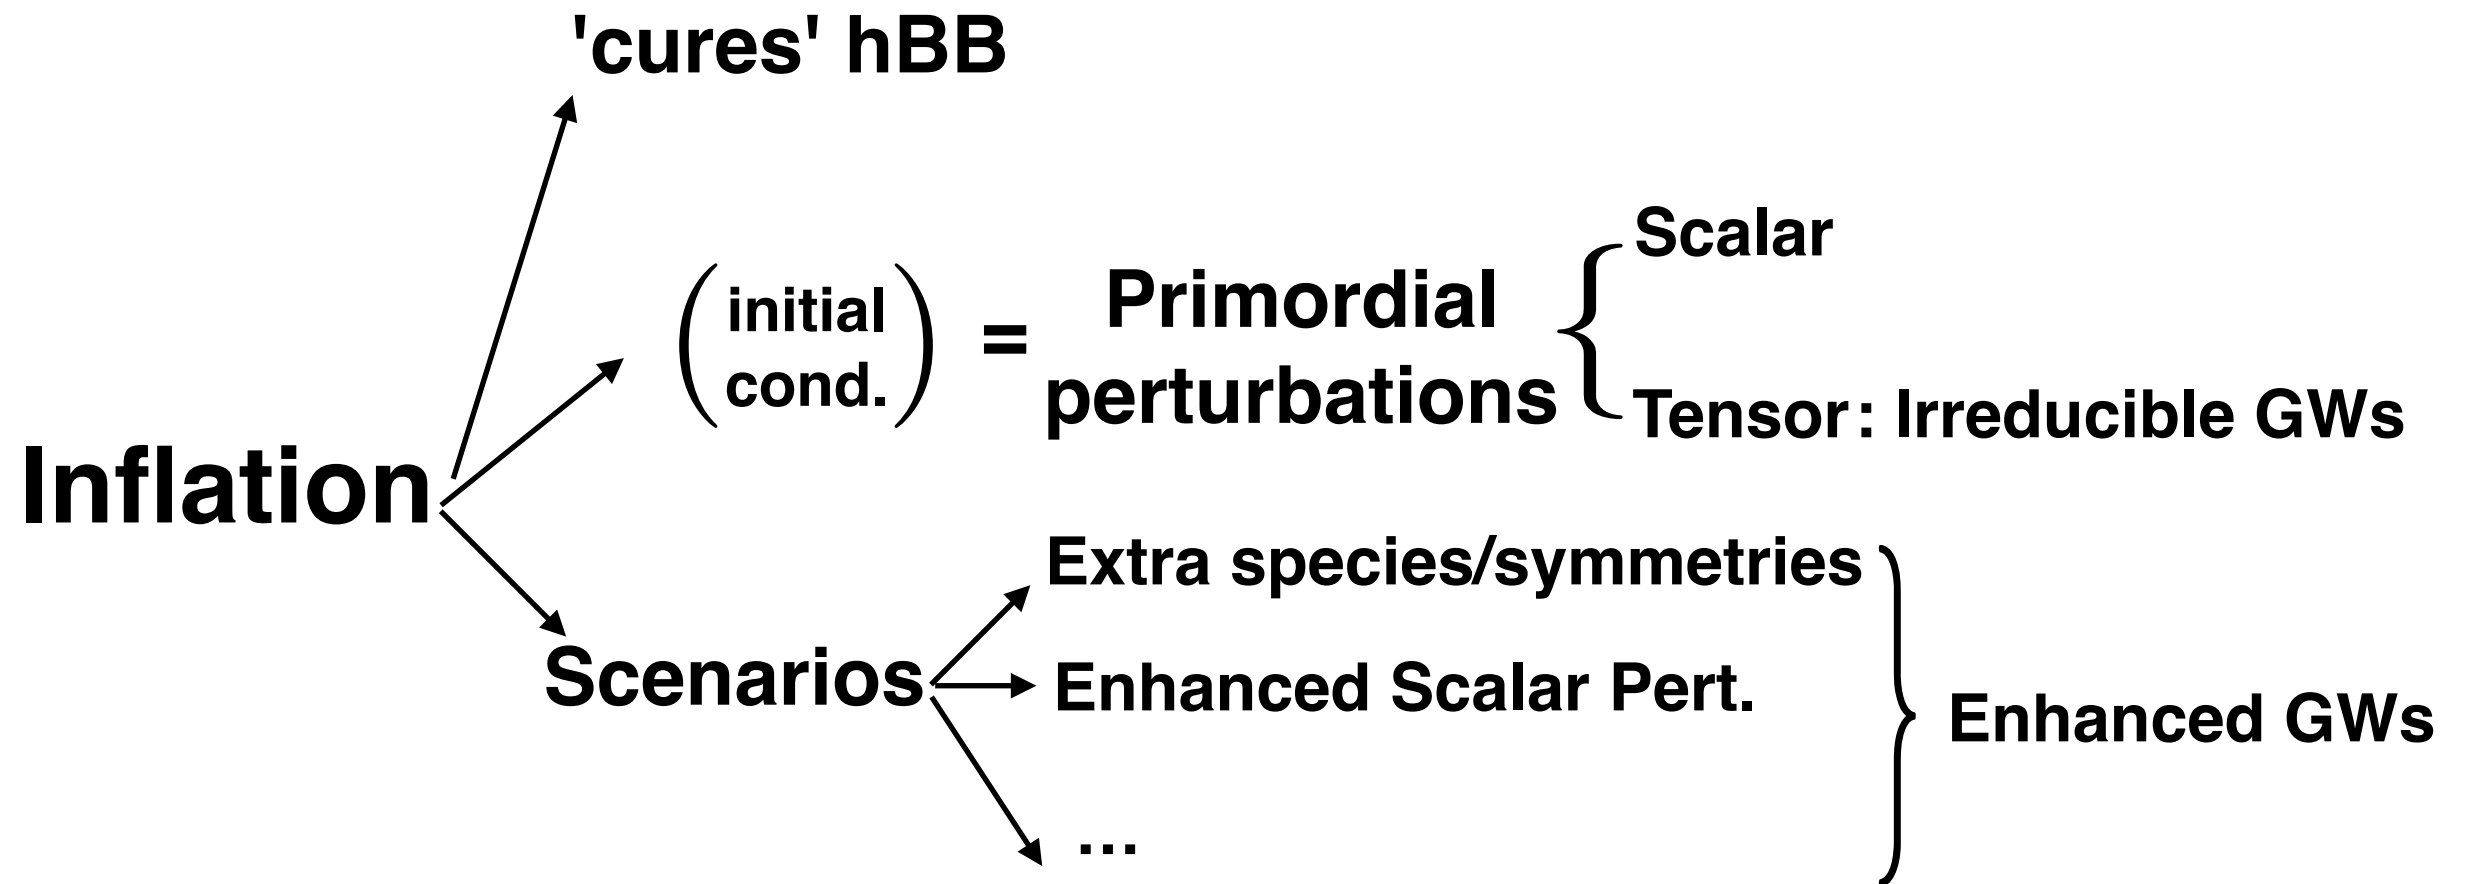 'cures' hBB
Scalar
initial
cond.
=
Primordial
perturbations
Tensor: Irreducible GWs
Inflation
Extra species/symmetries
Scenarios
Enhanced Scalar Pert.
Enhanced GWs
...